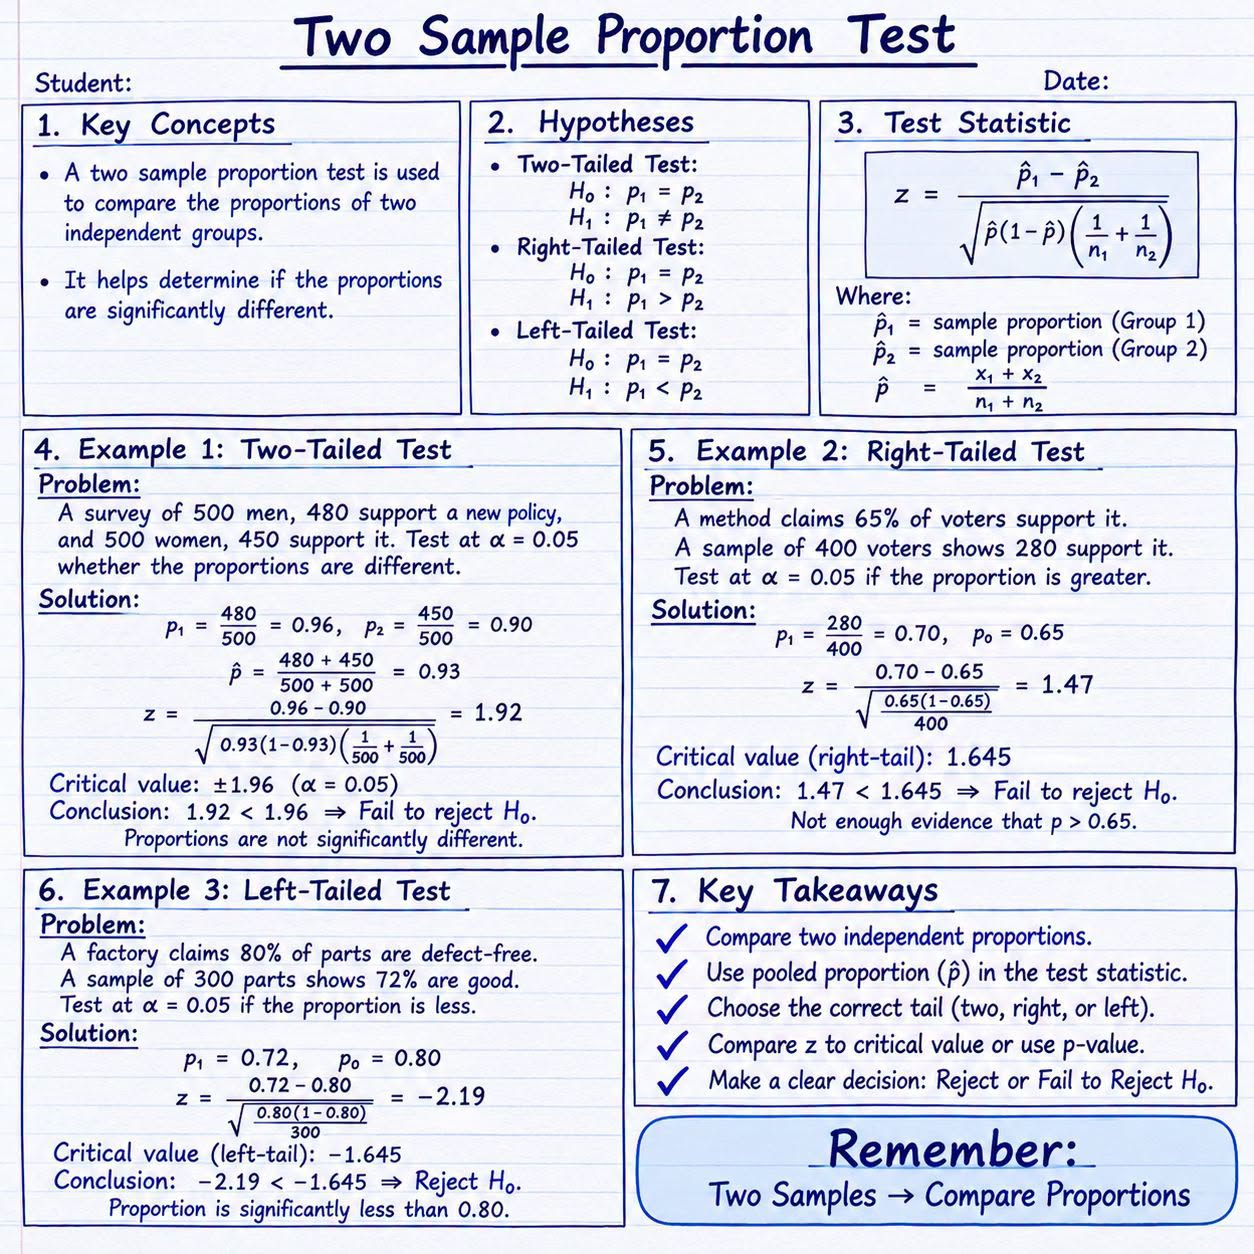 Two Sample Proportion Test
Student:
Date:
1. Key Concepts
• A two sample proportion test is used
to compare the proportions of two
independent groups.
• It helps determine if the proportions
are significantly different.
2. Hypotheses
• Two-Tailed Test:
H₀ : p₁ = p₂
H₁ : p₁ ≠ p₂
• Right-Tailed Test:
H₀ : p₁ = p₂
H₁ : p₁ > p₂
• Left-Tailed Test:
H₀ : p₁ = p₂
H₁ : p₁ < p₂
3. Test Statistic
z = (p̂₁ − p̂₂) / √(p̂(1−p̂)(1/n₁ + 1/n₂))
Where:
p̂₁ = sample proportion (Group 1)
p̂₂ = sample proportion (Group 2)
p̂ = (x₁ + x₂) / (n₁ + n₂)
4. Example 1: Two-Tailed Test
Problem:
A survey of 500 men, 480 support a new policy,
and 500 women, 450 support it. Test at α = 0.05
whether the proportions are different.
Solution:
p₁ = 480/500 = 0.96, p₂ = 450/500 = 0.90
p̂ = (480 + 450) / (500 + 500) = 0.93
z = (0.96 − 0.90) / √(0.93(1−0.93)(1/500 + 1/500)) = 1.92
Critical value: ±1.96 (α = 0.05)
Conclusion: 1.92 < 1.96 ⇒ Fail to reject H₀.
Proportions are not significantly different.
5. Example 2: Right-Tailed Test
Problem:
A method claims 65% of voters support it.
A sample of 400 voters shows 280 support it.
Test at α = 0.05 if the proportion is greater.
Solution:
p₁ = 280/400 = 0.70, p₀ = 0.65
z = (0.70 − 0.65) / √(0.65(1−0.65)/400) = 1.47
Critical value (right-tail): 1.645
Conclusion: 1.47 < 1.645 ⇒ Fail to reject H₀.
Not enough evidence that p > 0.65.
6. Example 3: Left-Tailed Test
Problem:
A factory claims 80% of parts are defect-free.
A sample of 300 parts shows 72% are good.
Test at α = 0.05 if the proportion is less.
Solution:
p₁ = 0.72, p₀ = 0.80
z = (0.72 − 0.80) / √(0.80(1−0.80)/300) = −2.19
Critical value (left-tail): −1.645
Conclusion: −2.19 < −1.645 ⇒ Reject H₀.
Proportion is significantly less than 0.80.
7. Key Takeaways
✓ Compare two independent proportions.
✓ Use pooled proportion (p̂) in the test statistic.
✓ Choose the correct tail (two, right, or left).
✓ Compare z to critical value or use p-value.
✓ Make a clear decision: Reject or Fail to Reject H₀.
Remember:
Two Samples → Compare Proportions